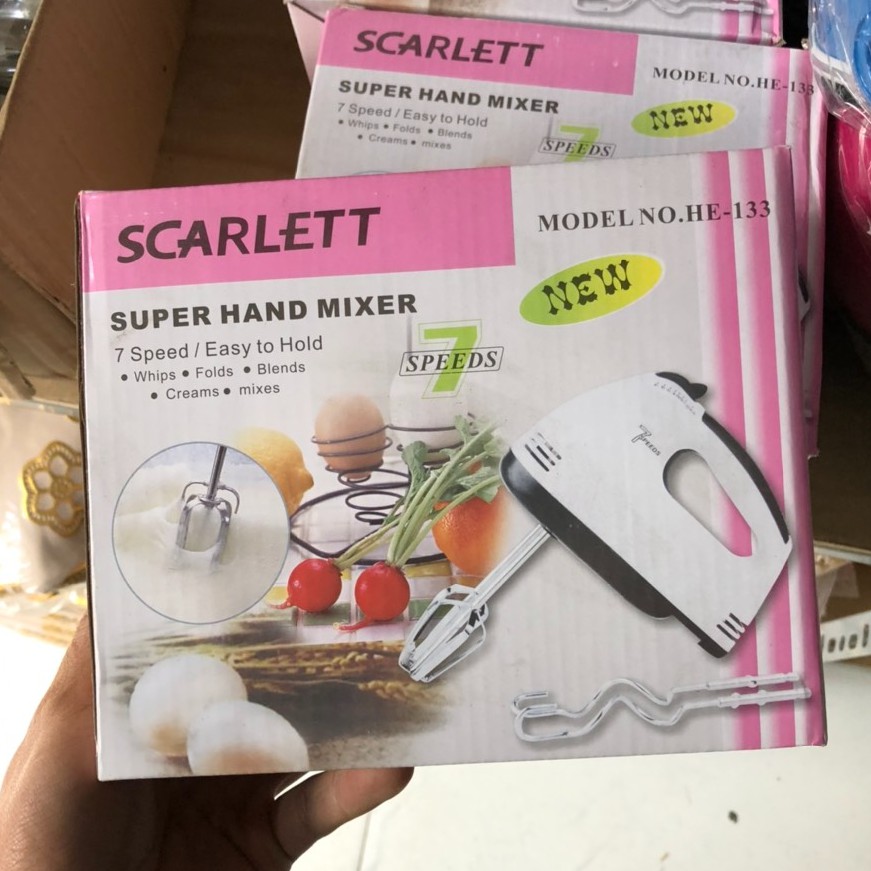 SCARLETT
MODEL NO.HE-133
SUPER HAND MIXER
7 Speed / Easy to Hold
• Whips • Folds • Blends
• Creams • mixes
NEW
7
SPEEDS
SCARLETT
MODEL NO.HE-133
NEW
SUPER HAND MIXER
7 Speed / Easy to Hold
• Whips • Folds • Blends
• Creams • mixes
7
SPEEDS
7
SPEEDS